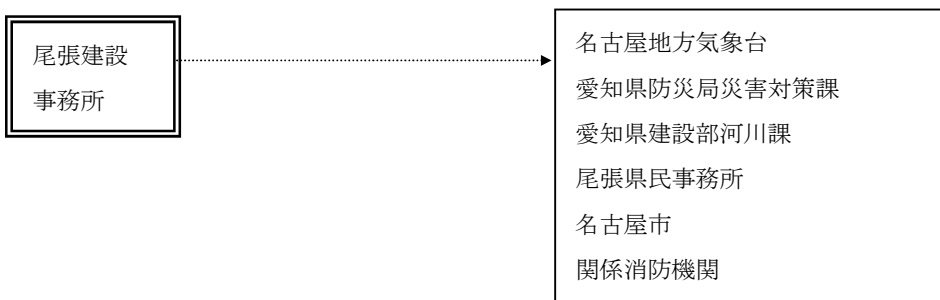 尾張建設
事務所
名古屋地方気象台
愛知県防災局災害対策課
愛知県建設部河川課
尾張県民事務所
名古屋市
関係消防機関